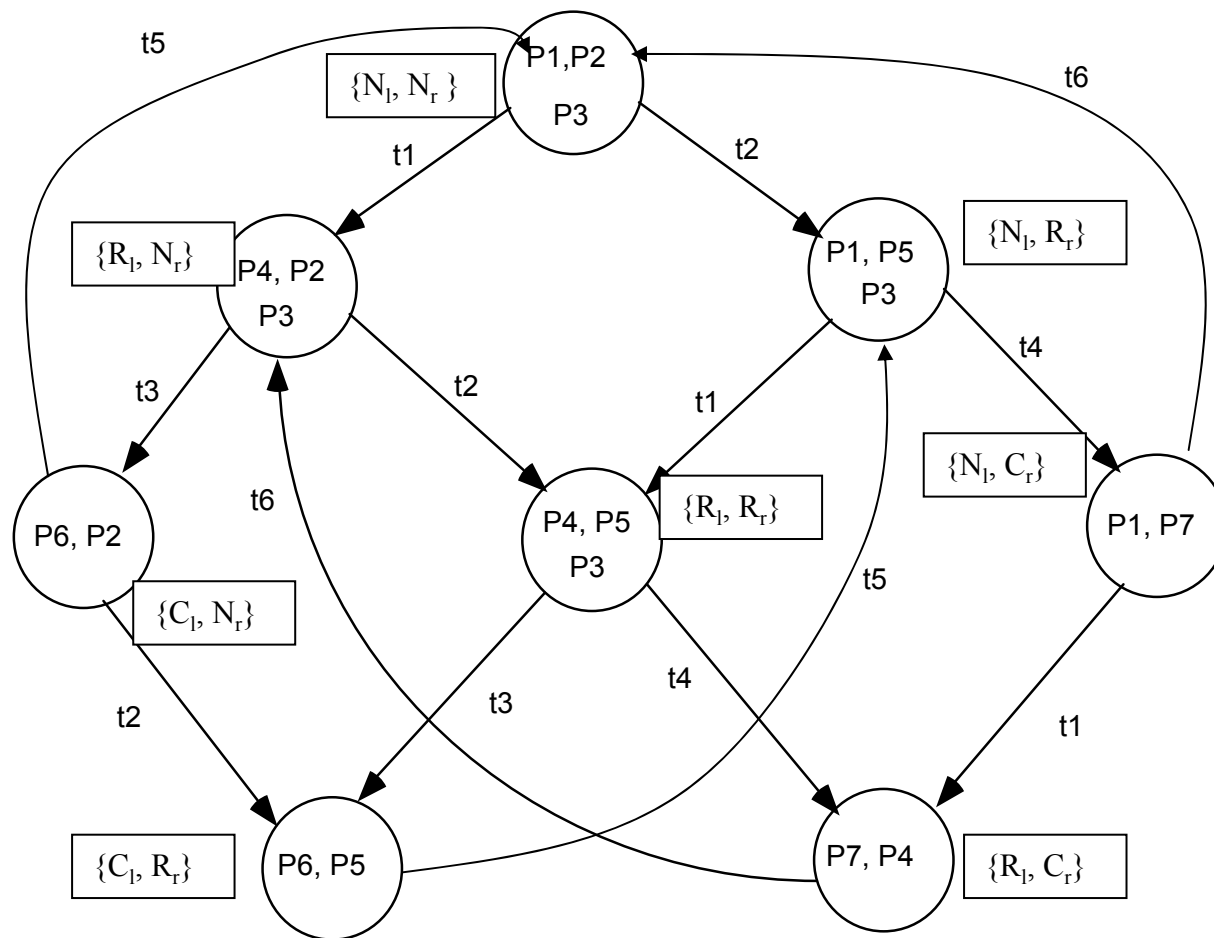 t5
P1,P2
t6
{Nl, Nr }
P3
t1
t2
{Rl, Nr}
P4, P2
P3
P1, P5
P3
{Nl, Rr}
t3
t2
t1
t4
{Nl, Cr}
P6, P2
t6
P4, P5
P3
{Rl, Rr}
P1, P7
t5
{Cl, Nr}
t2
t3
t4
t1
{Cl, Rr}
P6, P5
P7, P4
{Rl, Cr}